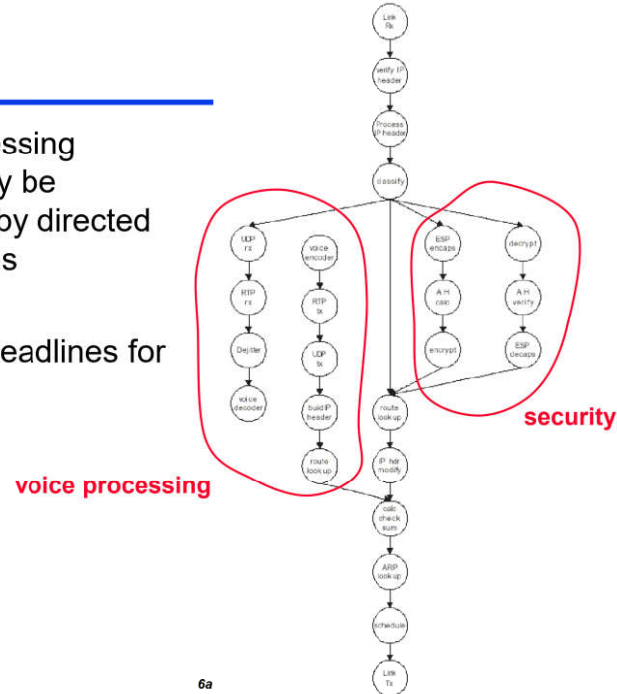 essing
y be
by directed
s
eadlines for
Link
Rx
verify IP
header
Process
IP header
classify
UDP
rx
RTP
rx
Dejitter
voice
decoder
voice
encoder
RTP
tx
UDP
tx
build IP
header
route
look up
voice processing
ESP
encaps
AH
calc
encrypt
decrypt
AH
verify
ESP
decaps
security
route
look up
IP hdr
modify
calc
check
sum
ARP
look up
schedule
Link
Tx
6a